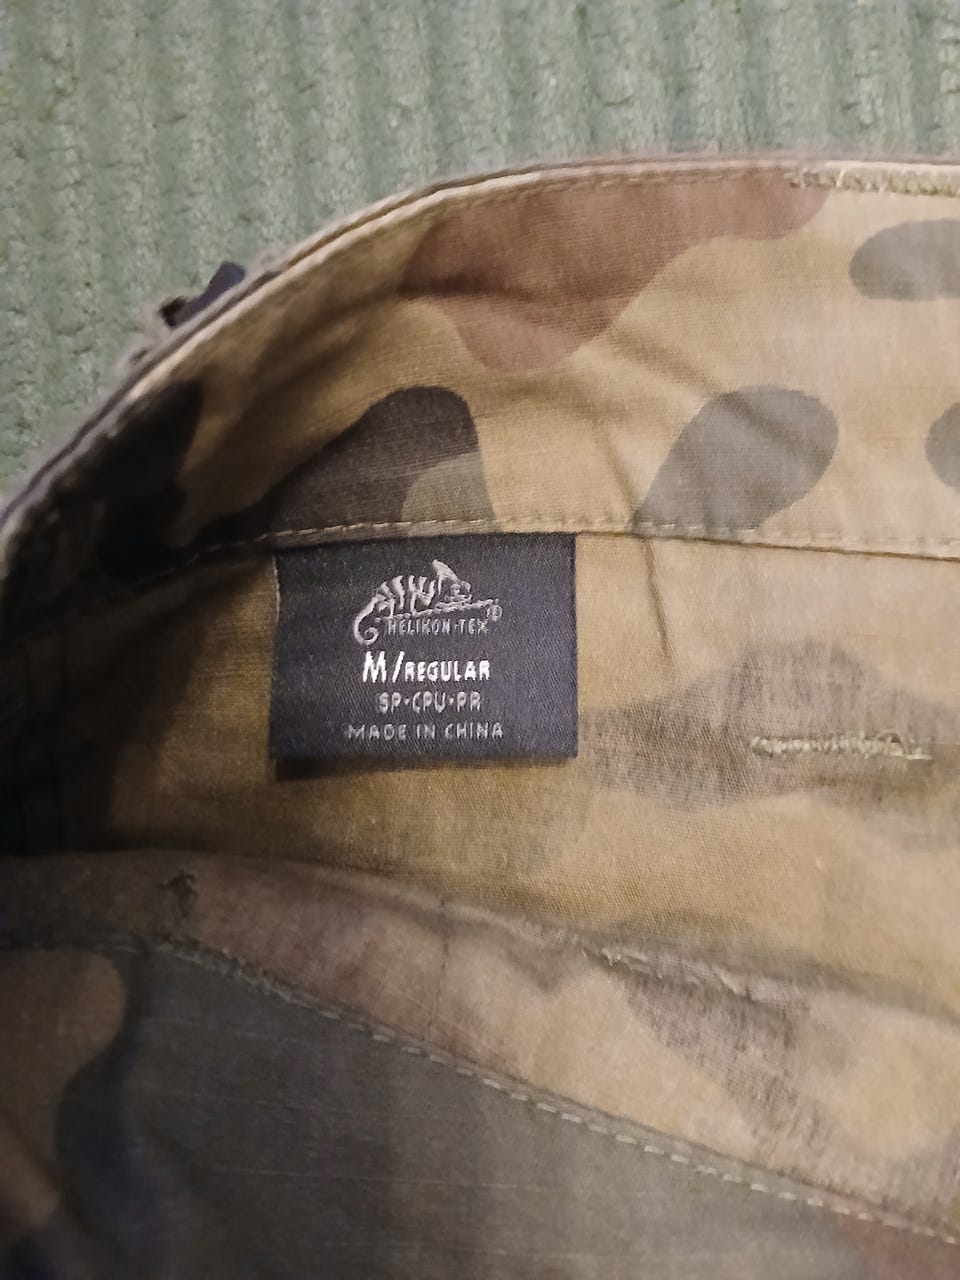 HELIKON-TEX®
M/REGULAR
SP-CPU-PR
MADE IN CHINA